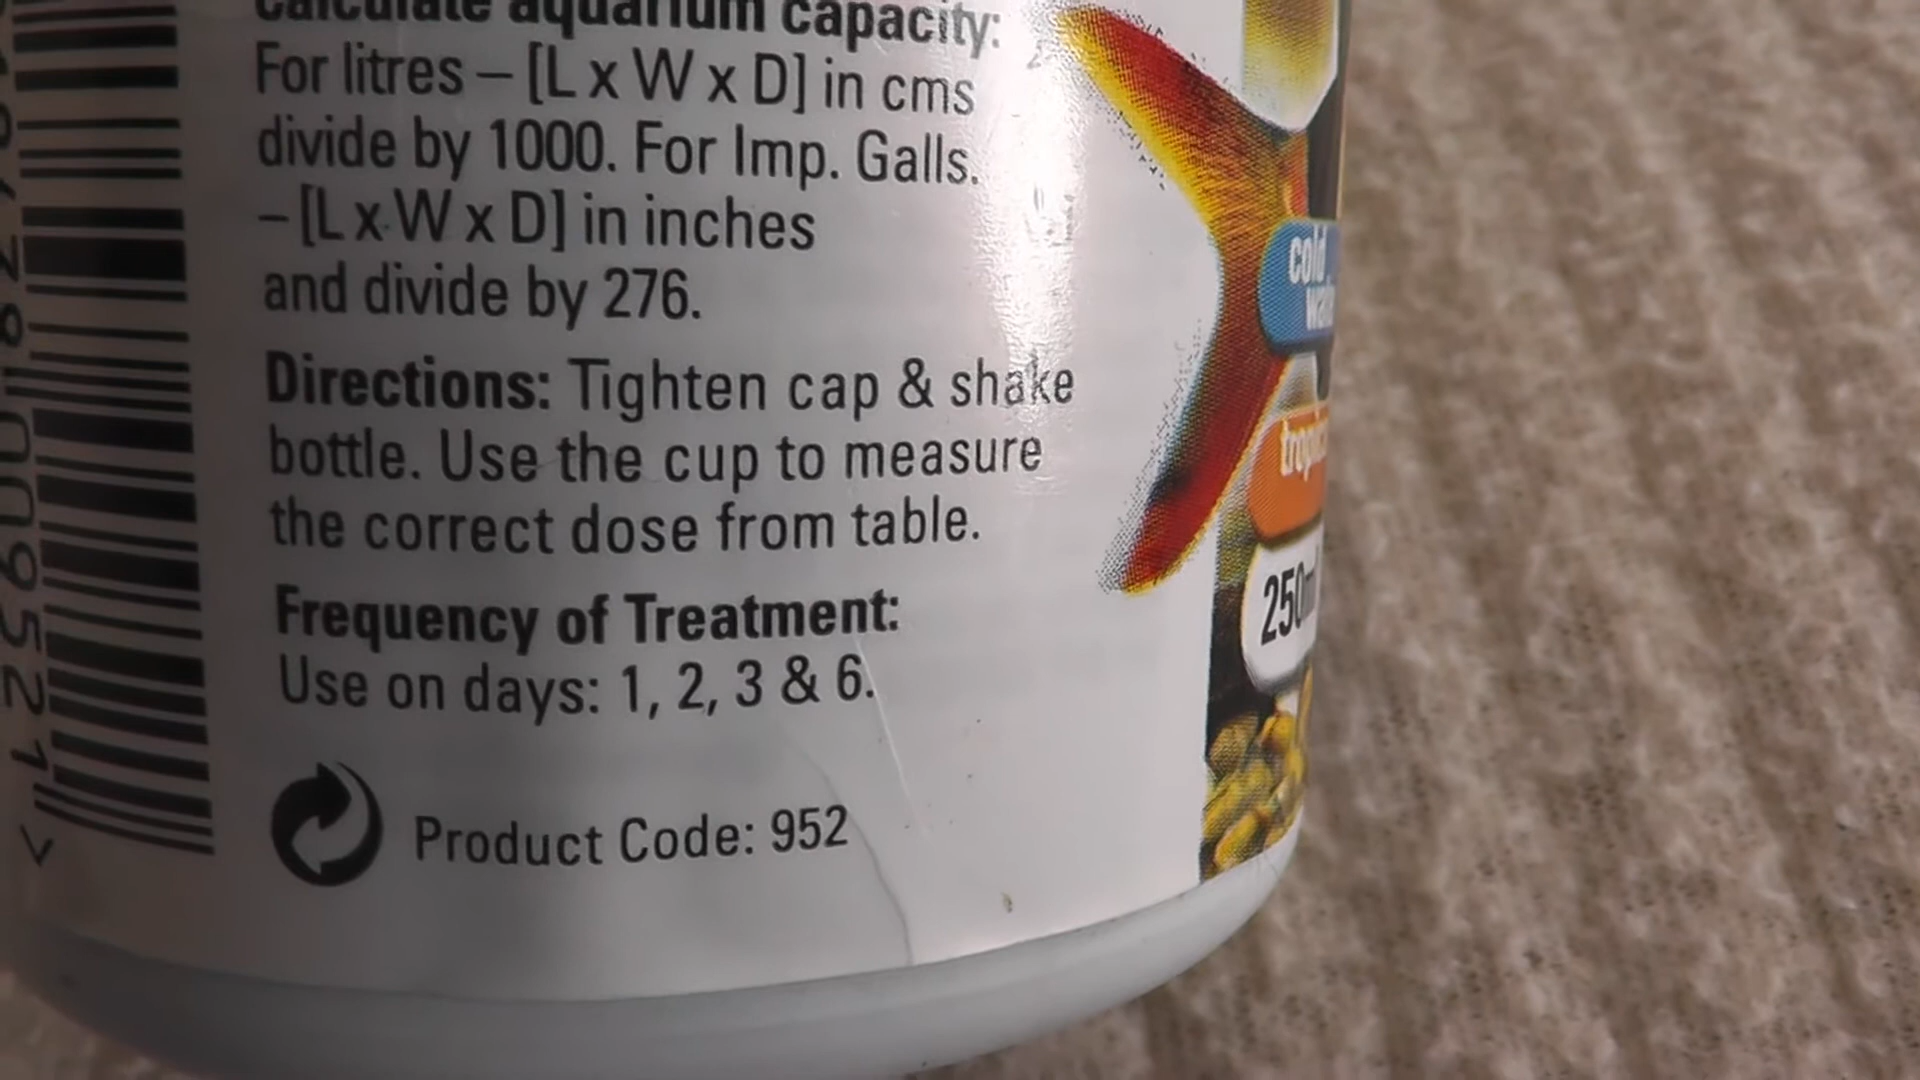 calculate aquarium capacity:
For litres – [L x W x D] in cms
divide by 1000. For Imp. Galls.
– [L x W x D] in inches
and divide by 276.
Directions: Tighten cap & shake
bottle. Use the cup to measure
the correct dose from table.
Frequency of Treatment:
Use on days: 1, 2, 3 & 6.
Product Code: 952
cold
250m